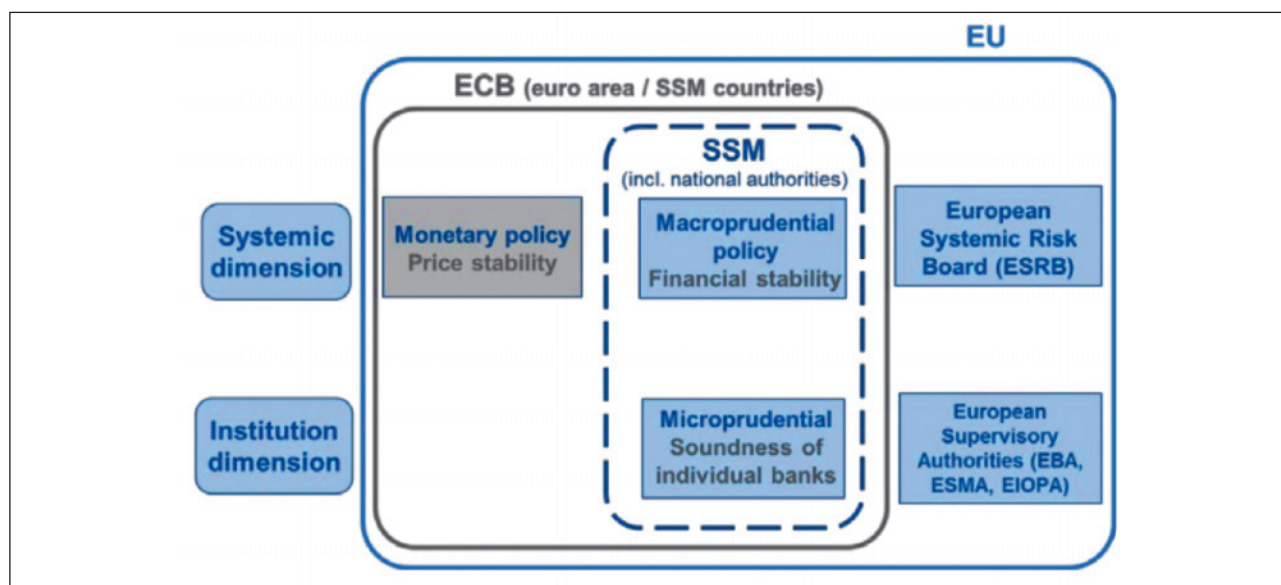 EU
ECB (euro area / SSM countries)
SSM
(incl. national authorities)
Systemic
dimension
Monetary policy
Price stability
Macroprudential
policy
Financial stability
European
Systemic Risk
Board (ESRB)
Institution
dimension
Microprudential
Soundness of
individual banks
European
Supervisory
Authorities (EBA,
ESMA, EIOPA)